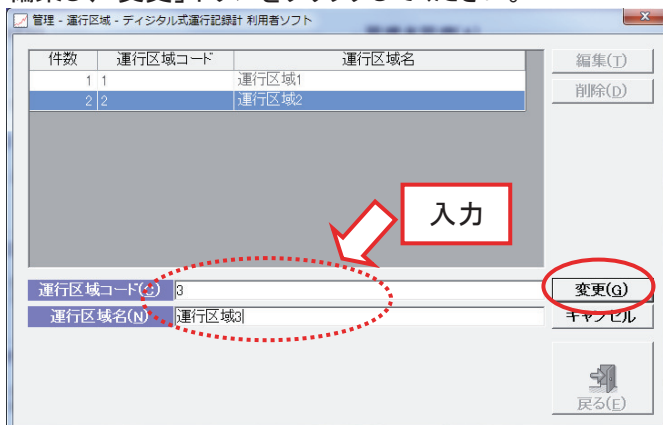 管理 - 運行区域 - ディジタル式運行記録計 利用者ソフト
件数 運行区域コード 運行区域名
1 1 運行区域1
2 2 運行区域2
編集(T)
削除(D)
入力
運行区域コード(C) 3
運行区域名(N) 運行区域3
変更(G)
キャンセル
戻る(E)